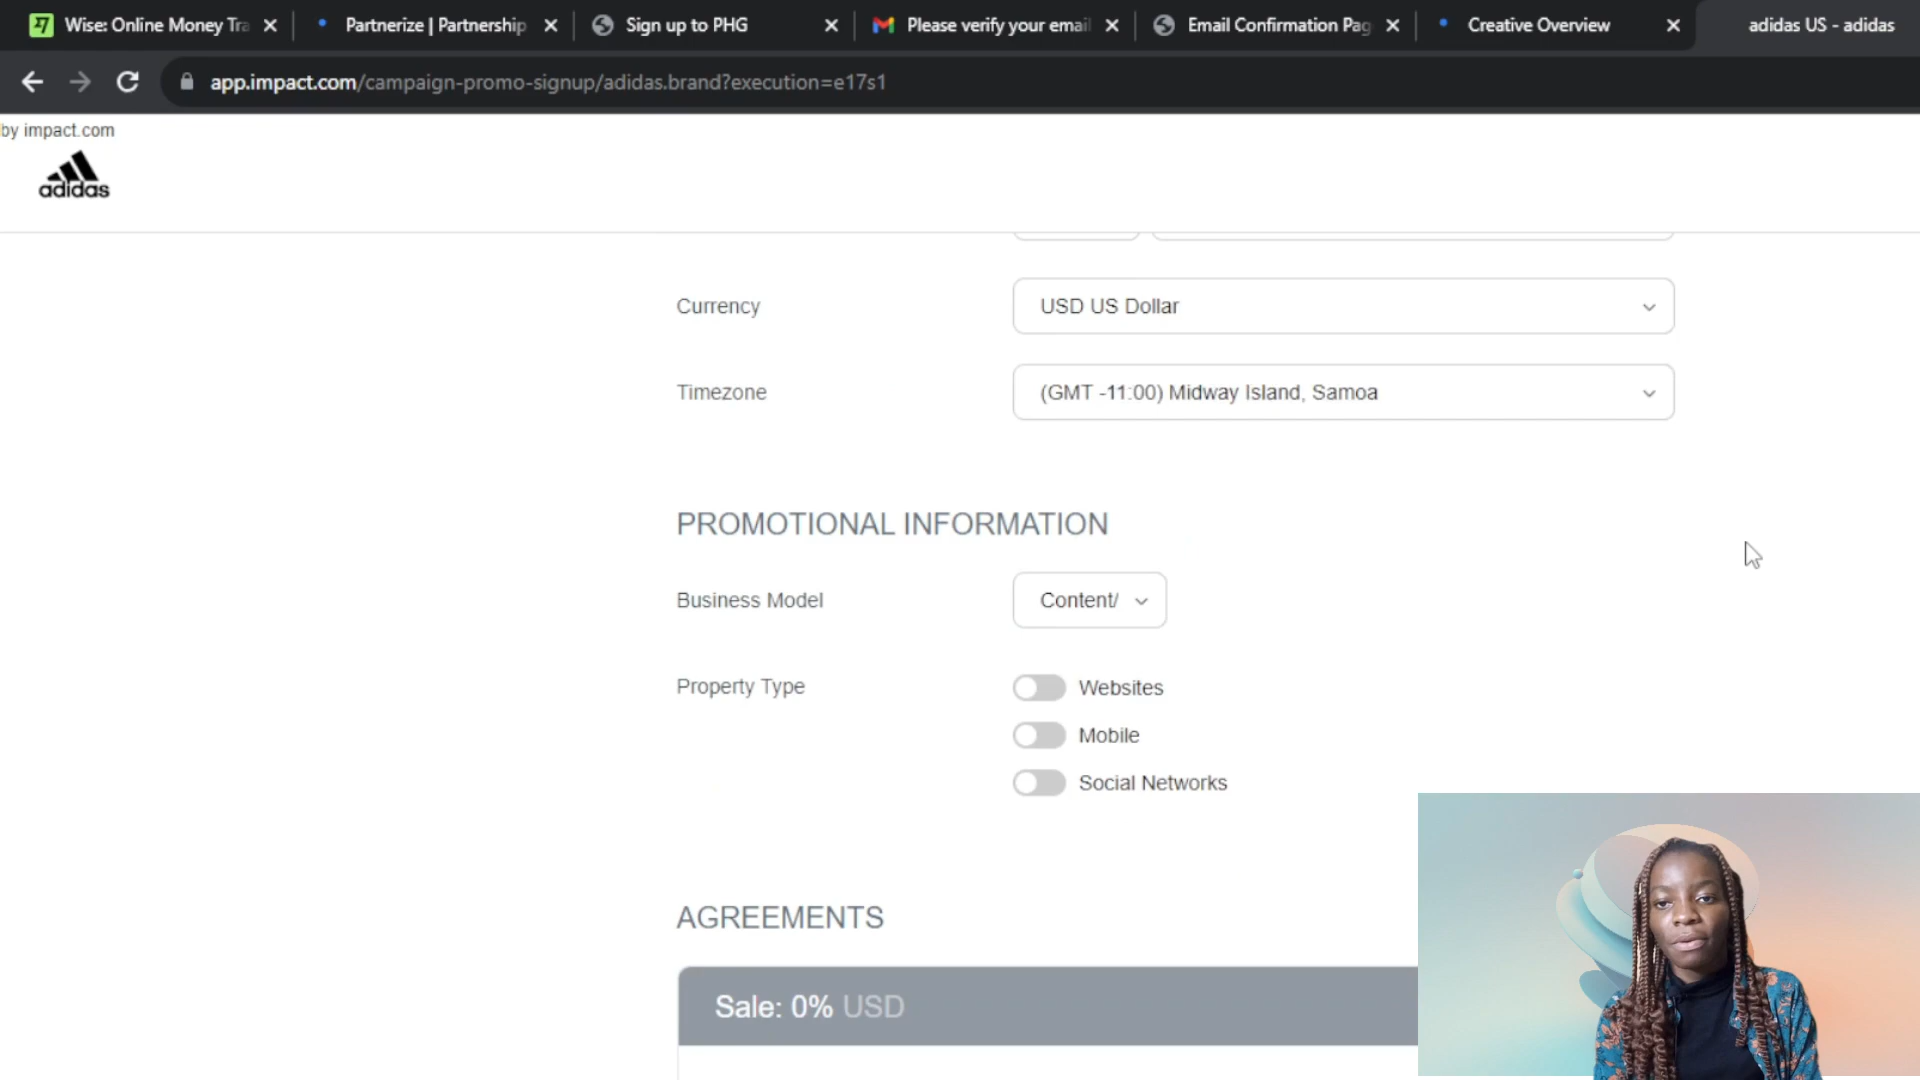 Wise: Online Money Tra
Partnerize | Partnership
Sign up to PHG
Please verify your email
Email Confirmation Pag
Creative Overview
adidas US - adidas
app.impact.com/campaign-promo-signup/adidas.brand?execution=e17s1
by impact.com
adidas
Currency
USD US Dollar
Timezone
(GMT -11:00) Midway Island, Samoa
PROMOTIONAL INFORMATION
Business Model
Content/
Property Type
Websites
Mobile
Social Networks
AGREEMENTS
Sale: 0% USD